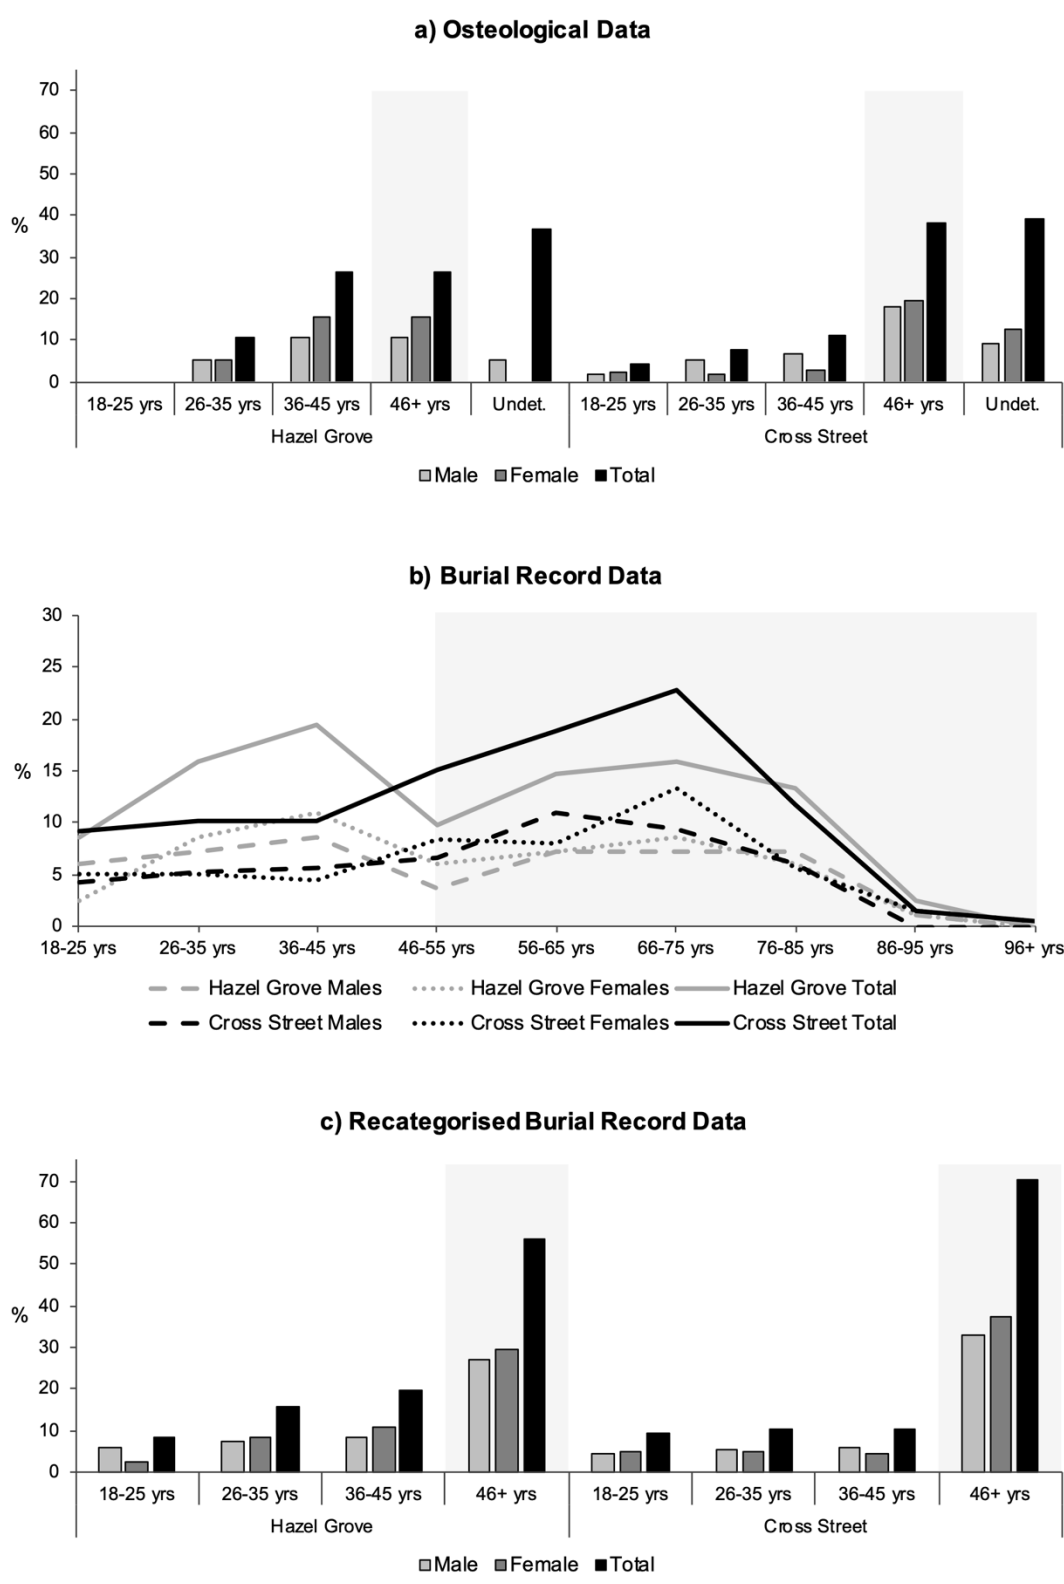 a) Osteological Data
70
60
50
40
30
20
10
0
%
18-25 yrs 26-35 yrs 36-45 yrs 46+ yrs Undet. 18-25 yrs 26-35 yrs 36-45 yrs 46+ yrs Undet.
Hazel Grove Cross Street
Male Female Total
b) Burial Record Data
30
25
20
15
10
5
0
%
18-25 yrs 26-35 yrs 36-45 yrs 46-55 yrs 56-65 yrs 66-75 yrs 76-85 yrs 86-95 yrs 96+ yrs
Hazel Grove Males Hazel Grove Females Hazel Grove Total
Cross Street Males Cross Street Females Cross Street Total
c) Recategorised Burial Record Data
70
60
50
40
30
20
10
0
%
18-25 yrs 26-35 yrs 36-45 yrs 46+ yrs 18-25 yrs 26-35 yrs 36-45 yrs 46+ yrs
Hazel Grove Cross Street
Male Female Total